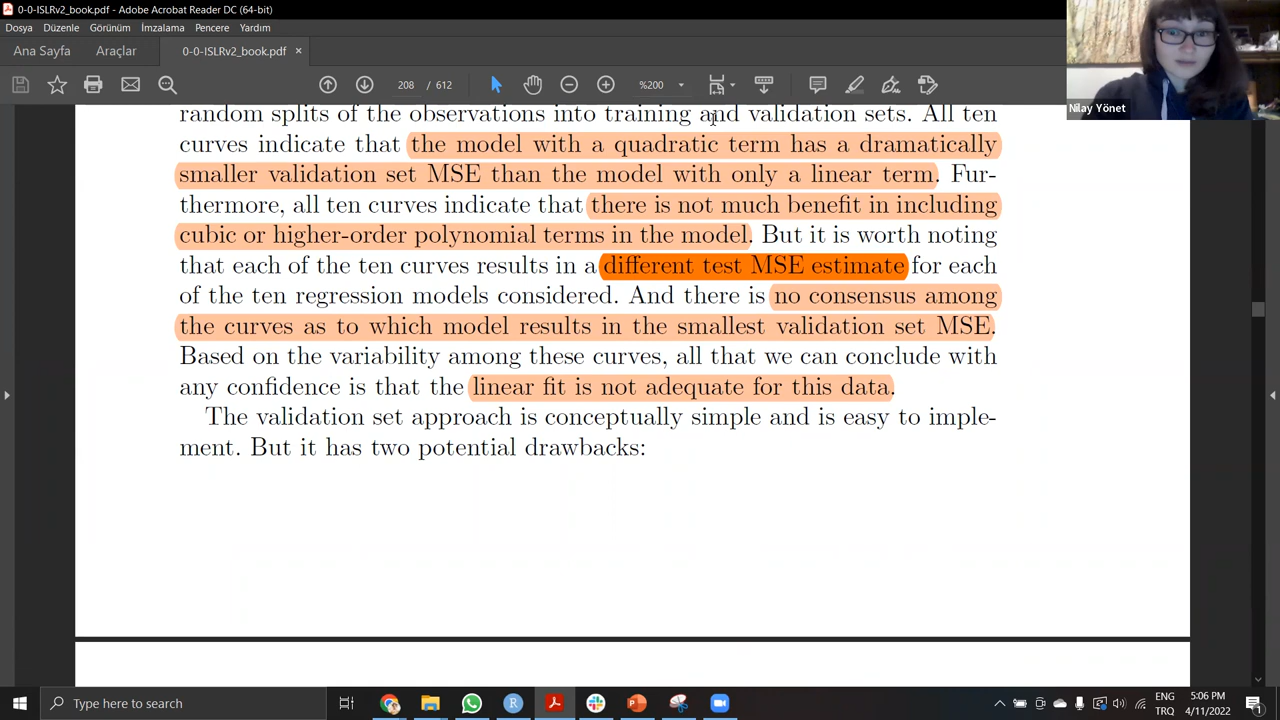 0-0-ISLRv2_book.pdf - Adobe Acrobat Reader DC (64-bit)
Dosya Düzenle Görünüm İmzalama Pencere Yardım
Ana Sayfa Araçlar 0-0-ISLRv2_book.pdf ×
208 / 612 %200
Nilay Yönet
random splits of the observations into training and validation sets. All ten
curves indicate that the model with a quadratic term has a dramatically
smaller validation set MSE than the model with only a linear term. Fur-
thermore, all ten curves indicate that there is not much benefit in including
cubic or higher-order polynomial terms in the model. But it is worth noting
that each of the ten curves results in a different test MSE estimate for each
of the ten regression models considered. And there is no consensus among
the curves as to which model results in the smallest validation set MSE.
Based on the variability among these curves, all that we can conclude with
any confidence is that the linear fit is not adequate for this data.
The validation set approach is conceptually simple and is easy to imple-
ment. But it has two potential drawbacks:
Type here to search
ENG 5:06 PM
TRQ 4/11/2022